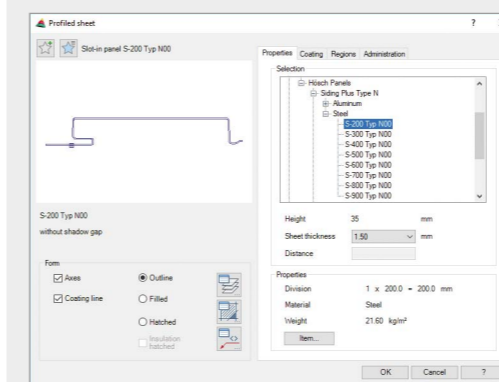 Profiled sheet ?
Slot-in panel S-200 Typ N00
S-200 Typ N00
without shadow gap
Form
Axes
Outline
Coating line
Filled
Hatched
Insulation
hatched
Properties Coating Regions Administration
Selection
Hösch Panels
Siding Plus Type N
Aluminum
Steel
S-200 Typ N00
S-300 Typ N00
S-400 Typ N00
S-500 Typ N00
S-600 Typ N00
S-700 Typ N00
S-800 Typ N00
S-900 Typ N00
Height 35 mm
Sheet thickness 1.50 mm
Distance
Properties
Division 1 x 200.0 = 200.0 mm
Material Steel
Weight 21.60 kg/m²
Item...
OK Cancel ?